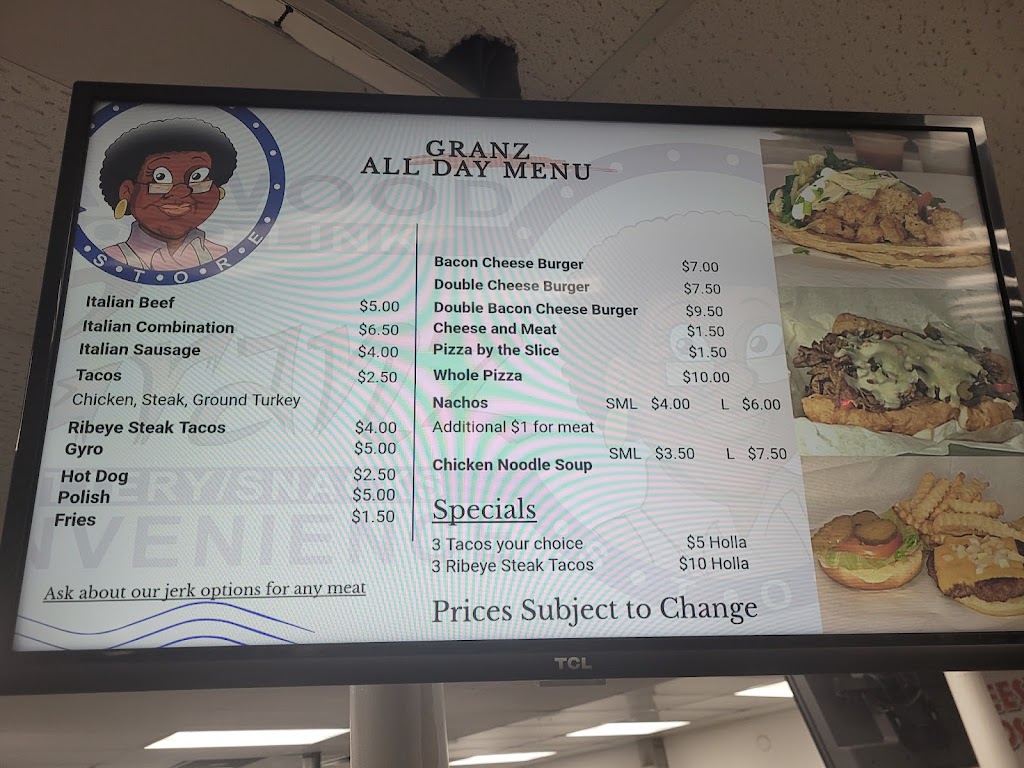 GRANZ
ALL DAY MENU
S·T·O·R·E
Italian Beef $5.00
Italian Combination $6.50
Italian Sausage $4.00
Tacos $2.50
Chicken, Steak, Ground Turkey
Ribeye Steak Tacos $4.00
Gyro $5.00
Hot Dog $2.50
Polish $5.00
Fries $1.50
Ask about our jerk options for any meat
Bacon Cheese Burger $7.00
Double Cheese Burger $7.50
Double Bacon Cheese Burger $9.50
Cheese and Meat $1.50
Pizza by the Slice $1.50
Whole Pizza $10.00
Nachos SML $4.00 L $6.00
Additional $1 for meat
Chicken Noodle Soup SML $3.50 L $7.50
Specials
3 Tacos your choice $5 Holla
3 Ribeye Steak Tacos $10 Holla
Prices Subject to Change
TCL